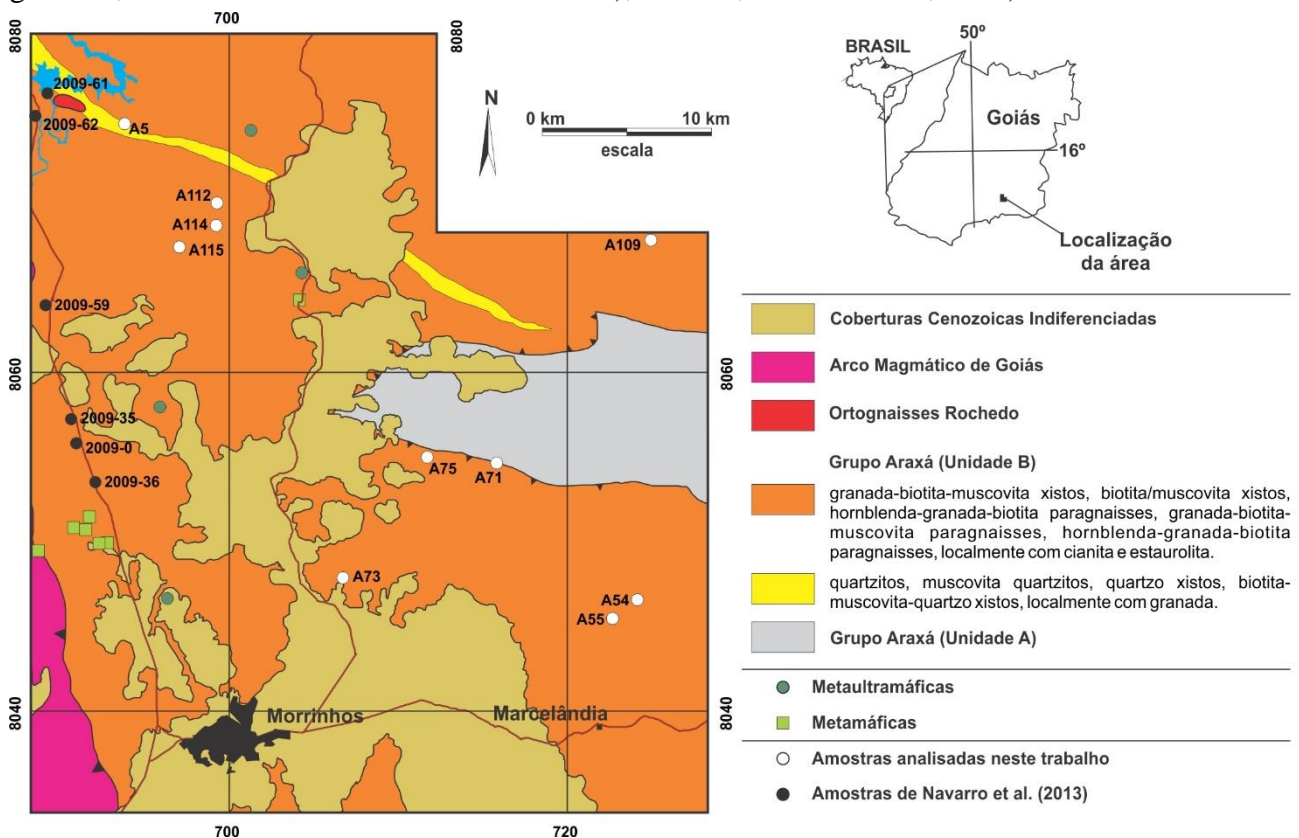 700
8080
8080
2009-61
2009-62
A5
A112
A114
A115
A109
2009-59
8060
8060
2009-35
2009-0
2009-36
A75
A71
A73
A54
A55
8040
8040
Morrinhos
Marcelândia
700
720
N
0 km
10 km
escala
BRASIL
50º
Goiás
16º
Localização
da área
Coberturas Cenozoicas Indiferenciadas
Arco Magmático de Goiás
Ortognaisses Rochedo
Grupo Araxá (Unidade B)
granada-biotita-muscovita xistos, biotita/muscovita xistos,
hornblenda-granada-biotita paragnaisses, granada-biotita-
muscovita paragnaisses, hornblenda-granada-biotita
paragnaisses, localmente com cianita e estaurolita.
quartzitos, muscovita quartzitos, quartzo xistos, biotita-
muscovita-quartzo xistos, localmente com granada.
Grupo Araxá (Unidade A)
Metaultramáficas
Metamáficas
Amostras analisadas neste trabalho
Amostras de Navarro et al. (2013)